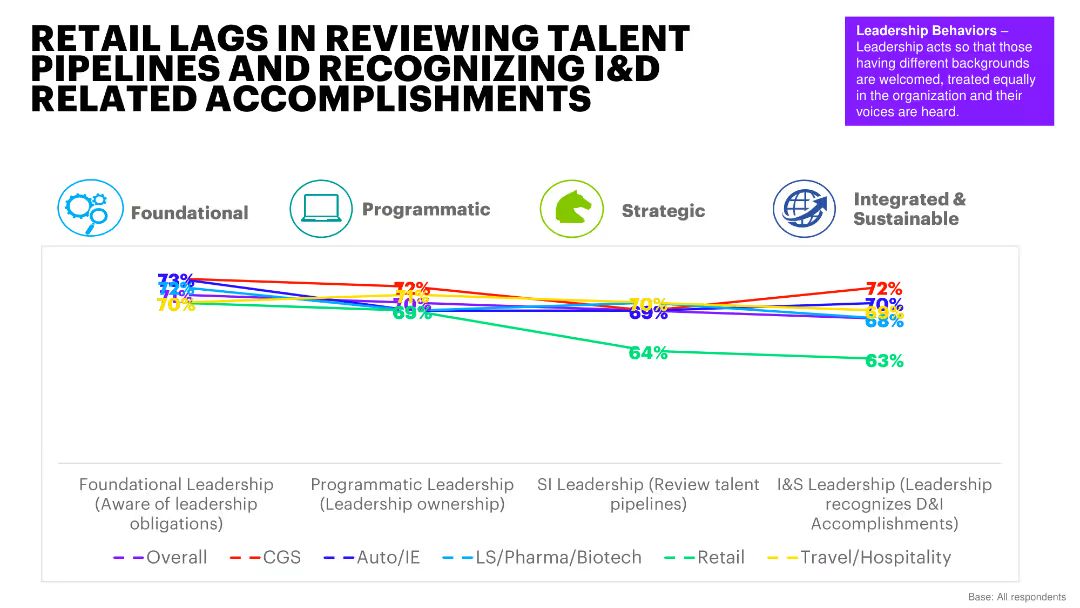 RETAIL LAGS IN REVIEWING TALENT
PIPELINES AND RECOGNIZING I&D
RELATED ACCOMPLISHMENTS
Leadership Behaviors –
Leadership acts so that those
having different backgrounds
are welcomed, treated equally
in the organization and their
voices are heard.
Foundational
Programmatic
Strategic
Integrated &
Sustainable
73%
72%
70%
72%
70%
69%
70%
69%
64%
72%
70%
68%
63%
Foundational Leadership
(Aware of leadership
obligations)
Programmatic Leadership
(Leadership ownership)
SI Leadership (Review talent
pipelines)
I&S Leadership (Leadership
recognizes D&I
Accomplishments)
Overall
CGS
Auto/IE
LS/Pharma/Biotech
Retail
Travel/Hospitality
Base: All respondents